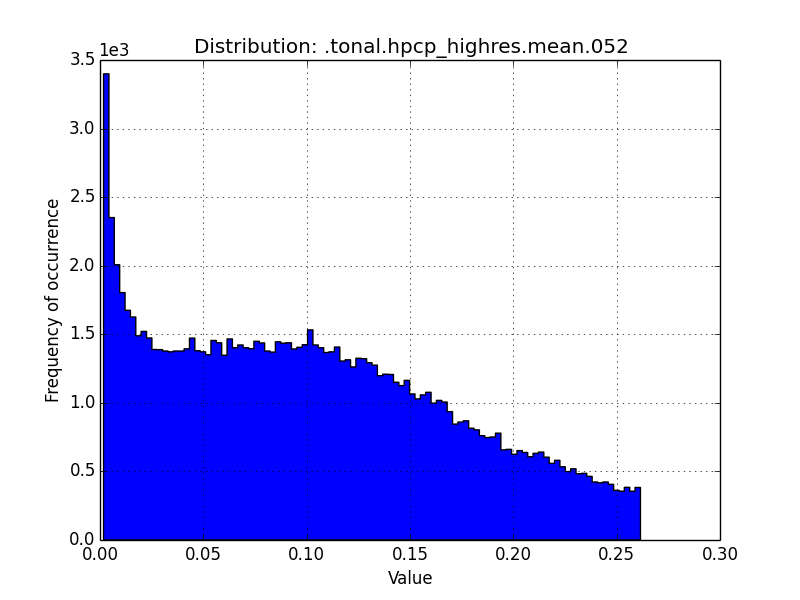 Distribution: .tonal.hpcp_highres.mean.052
1e3
3.5
3.0
2.5
2.0
1.5
1.0
0.5
0.0
Frequency of occurrence
0.00 0.05 0.10 0.15 0.20 0.25 0.30
Value